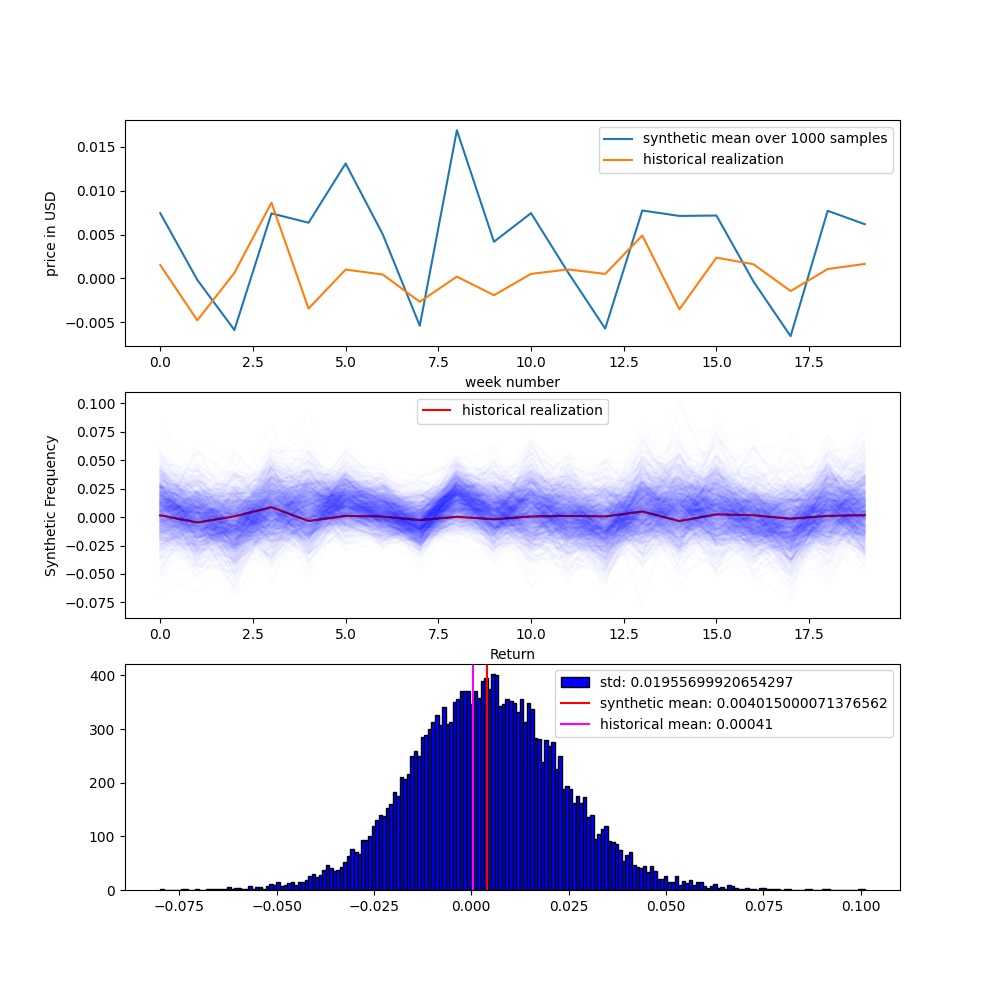 synthetic mean over 1000 samples
historical realization
price in USD
0.015
0.010
0.005
0.000
−0.005
0.0 2.5 5.0 7.5 10.0 12.5 15.0 17.5
week number
historical realization
Synthetic Frequency
0.100
0.075
0.050
0.025
0.000
−0.025
−0.050
−0.075
0.0 2.5 5.0 7.5 10.0 12.5 15.0 17.5
Return
std: 0.01955699920654297
synthetic mean: 0.004015000071376562
historical mean: 0.00041
400
300
200
100
0
−0.075 −0.050 −0.025 0.000 0.025 0.050 0.075 0.100